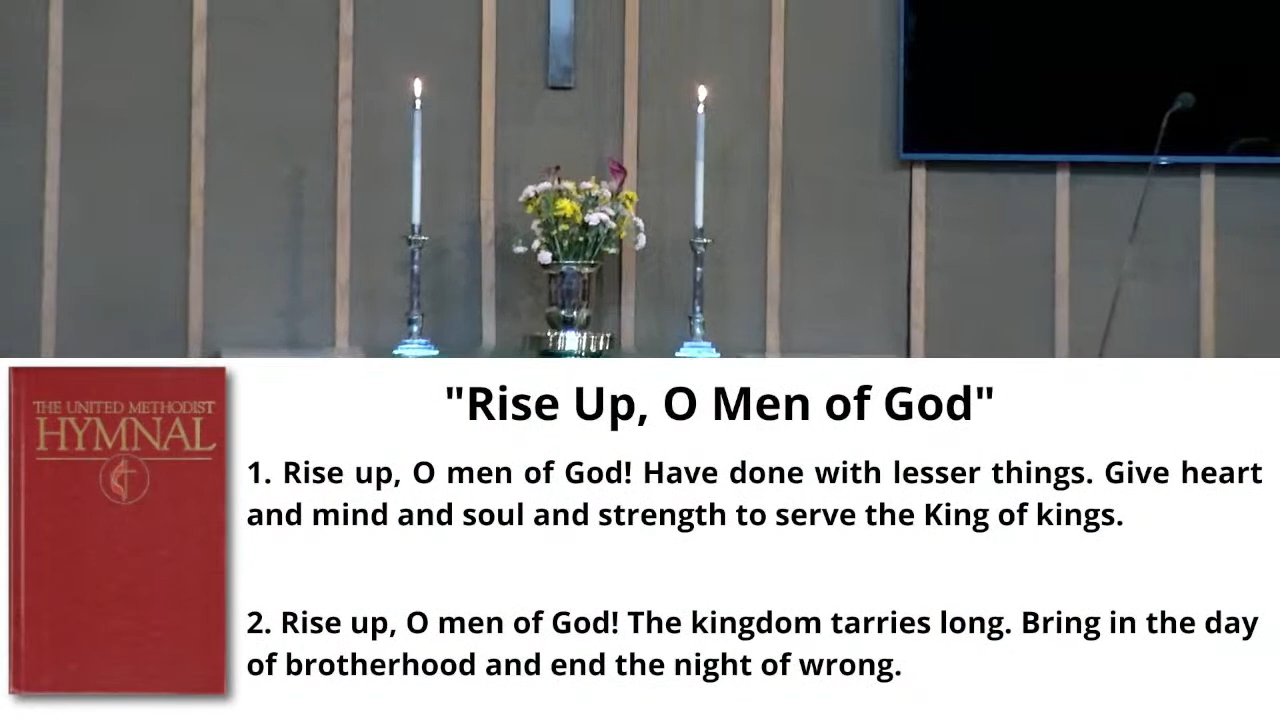 "Rise Up, O Men of God"
THE UNITED METHODIST
HYMNAL
1. Rise up, O men of God! Have done with lesser things. Give heart
and mind and soul and strength to serve the King of kings.
2. Rise up, O men of God! The kingdom tarries long. Bring in the day
of brotherhood and end the night of wrong.